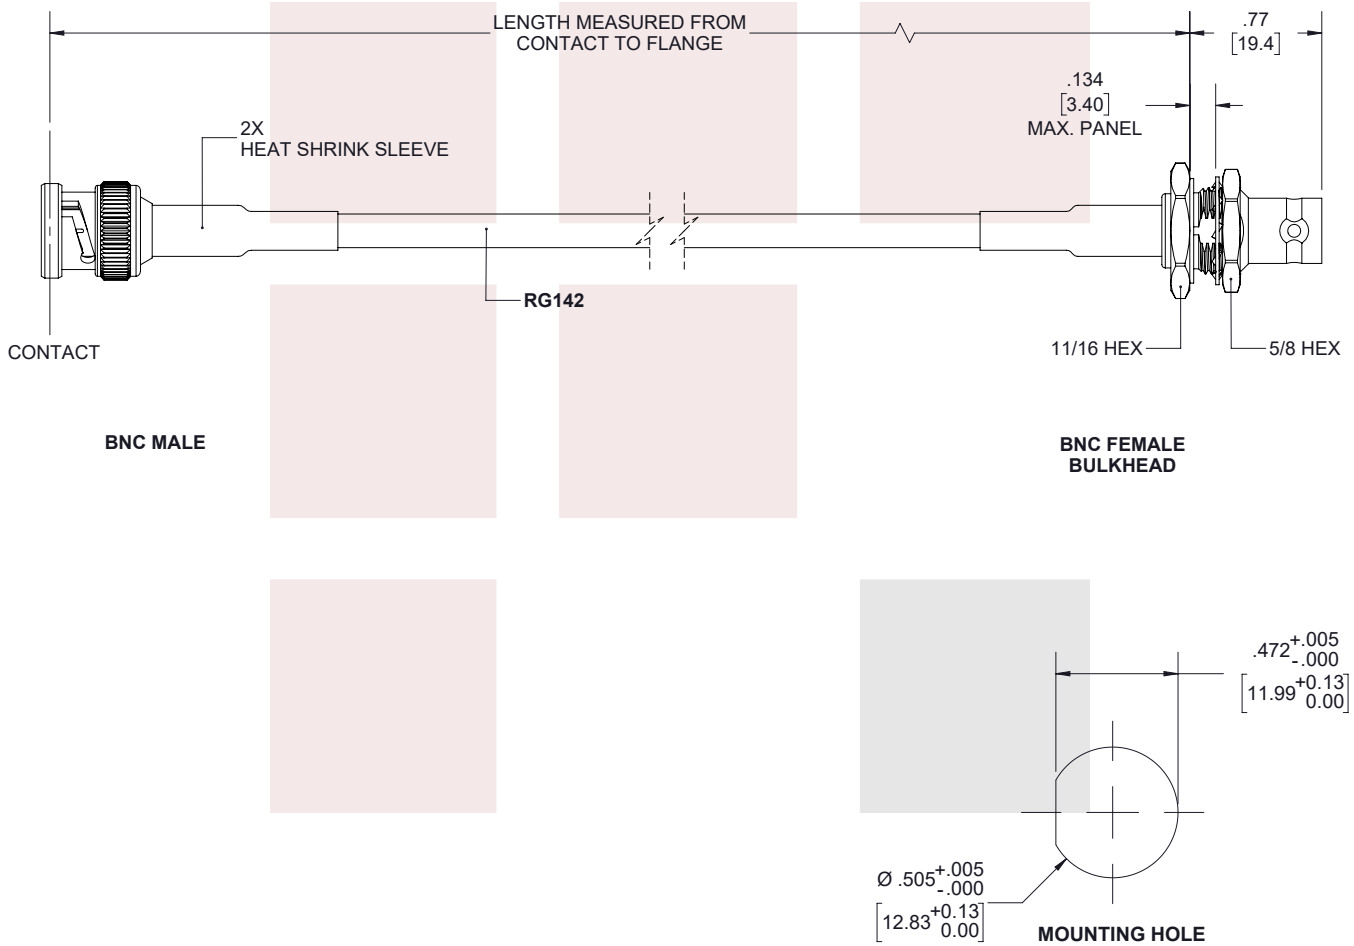 LENGTH MEASURED FROM
CONTACT TO FLANGE
.77
[19.4]
.134
[3.40]
MAX. PANEL
2X
HEAT SHRINK SLEEVE
RG142
CONTACT
11/16 HEX
5/8 HEX
BNC MALE
BNC FEMALE
BULKHEAD
.472 +.005
-.000
[11.99 +0.13
0.00]
Ø .505 +.005
-.000
[12.83 +0.13
0.00]
MOUNTING HOLE